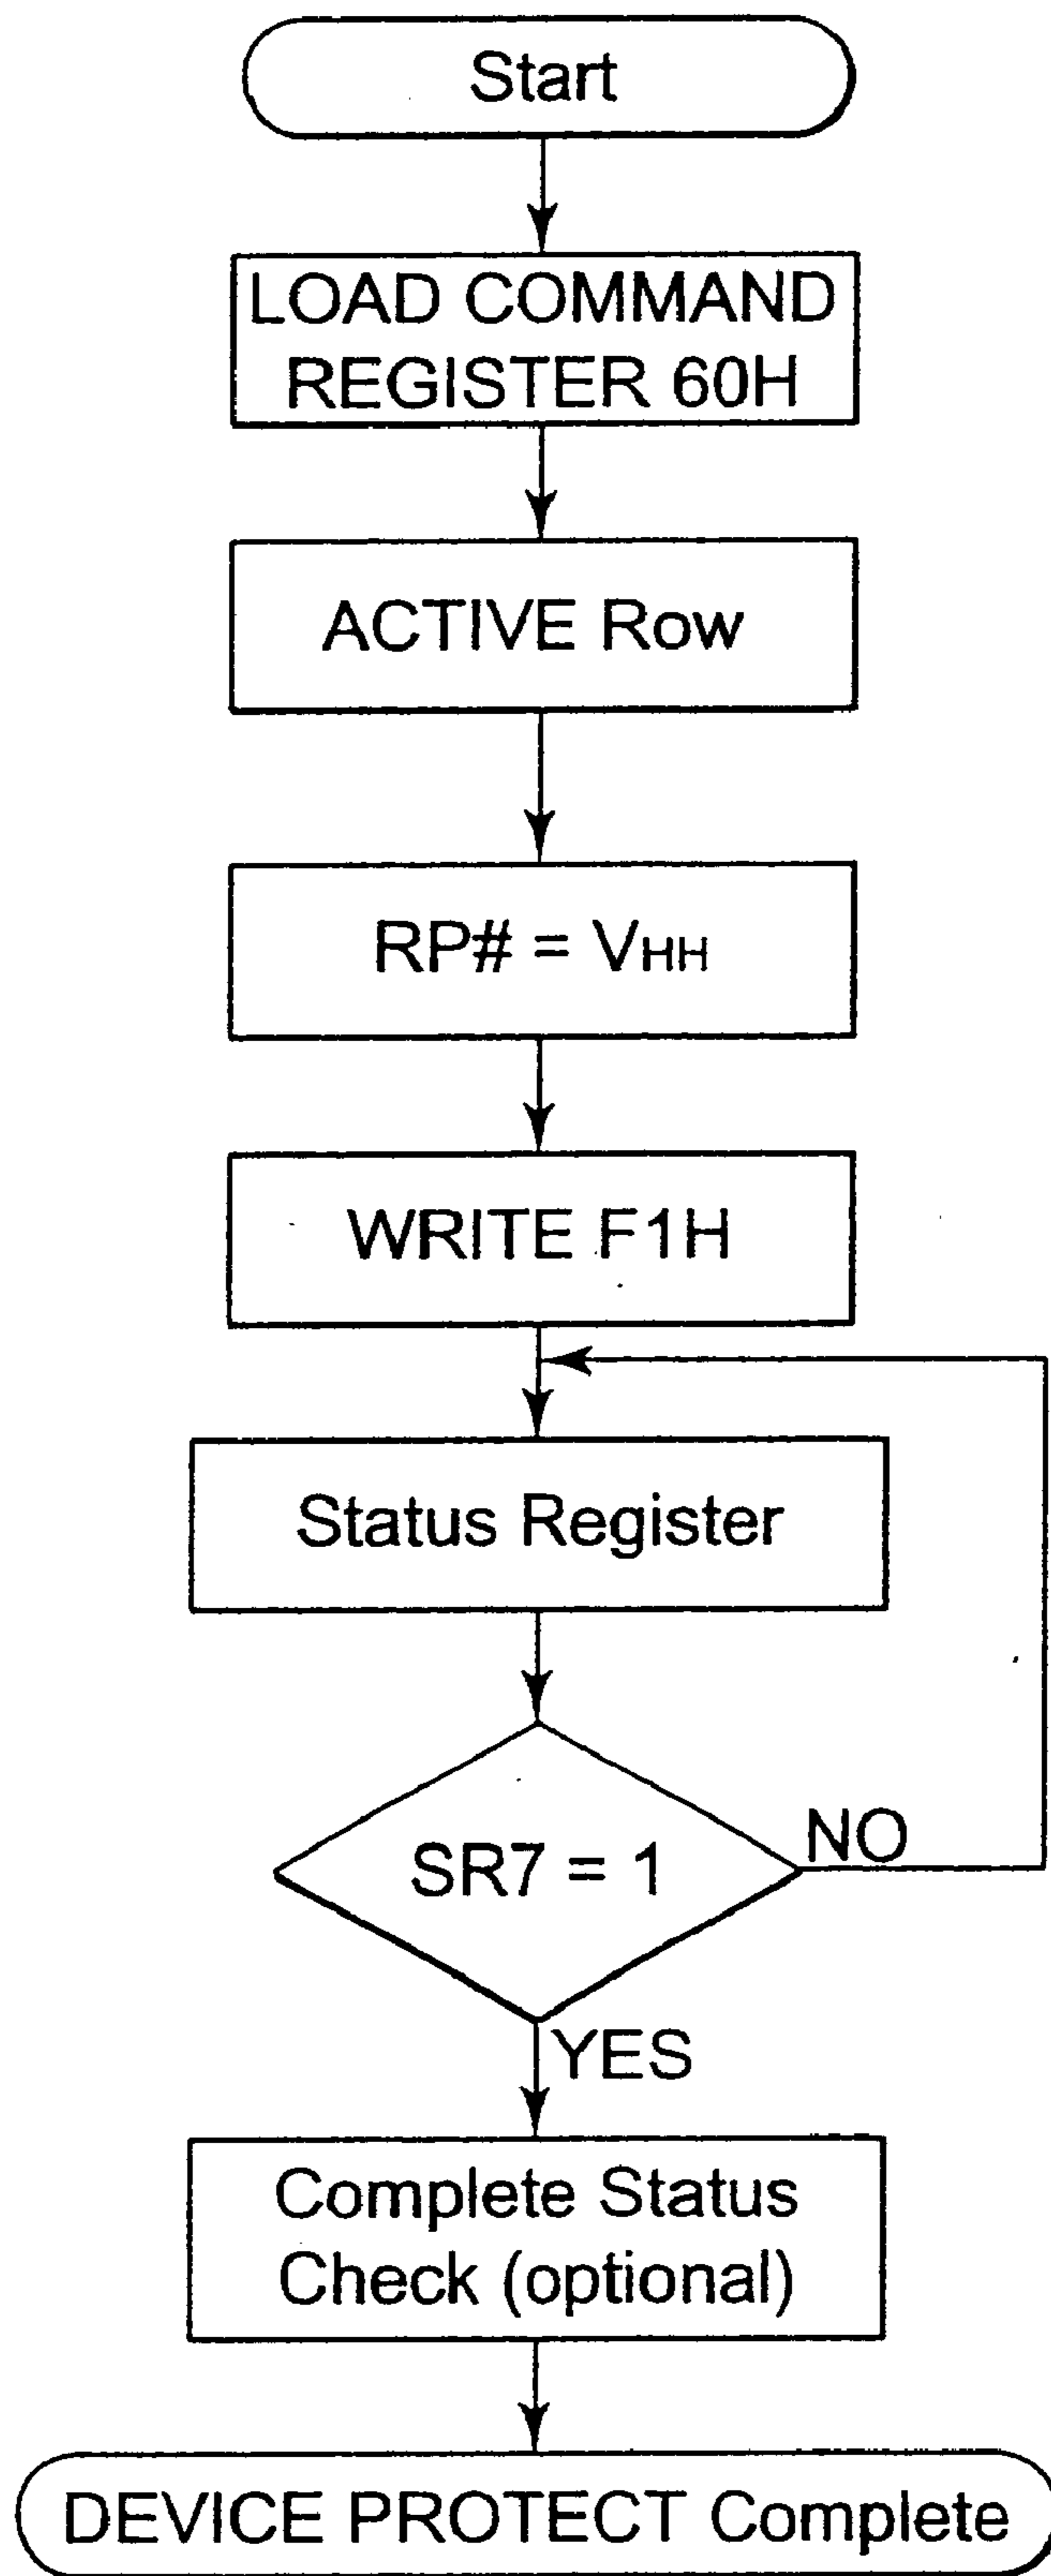 Start
LOAD COMMAND
REGISTER 60H
ACTIVE Row
RP# = VHH
WRITE F1H
Status Register
SR7 = 1
NO
YES
Complete Status
Check (optional)
DEVICE PROTECT Complete